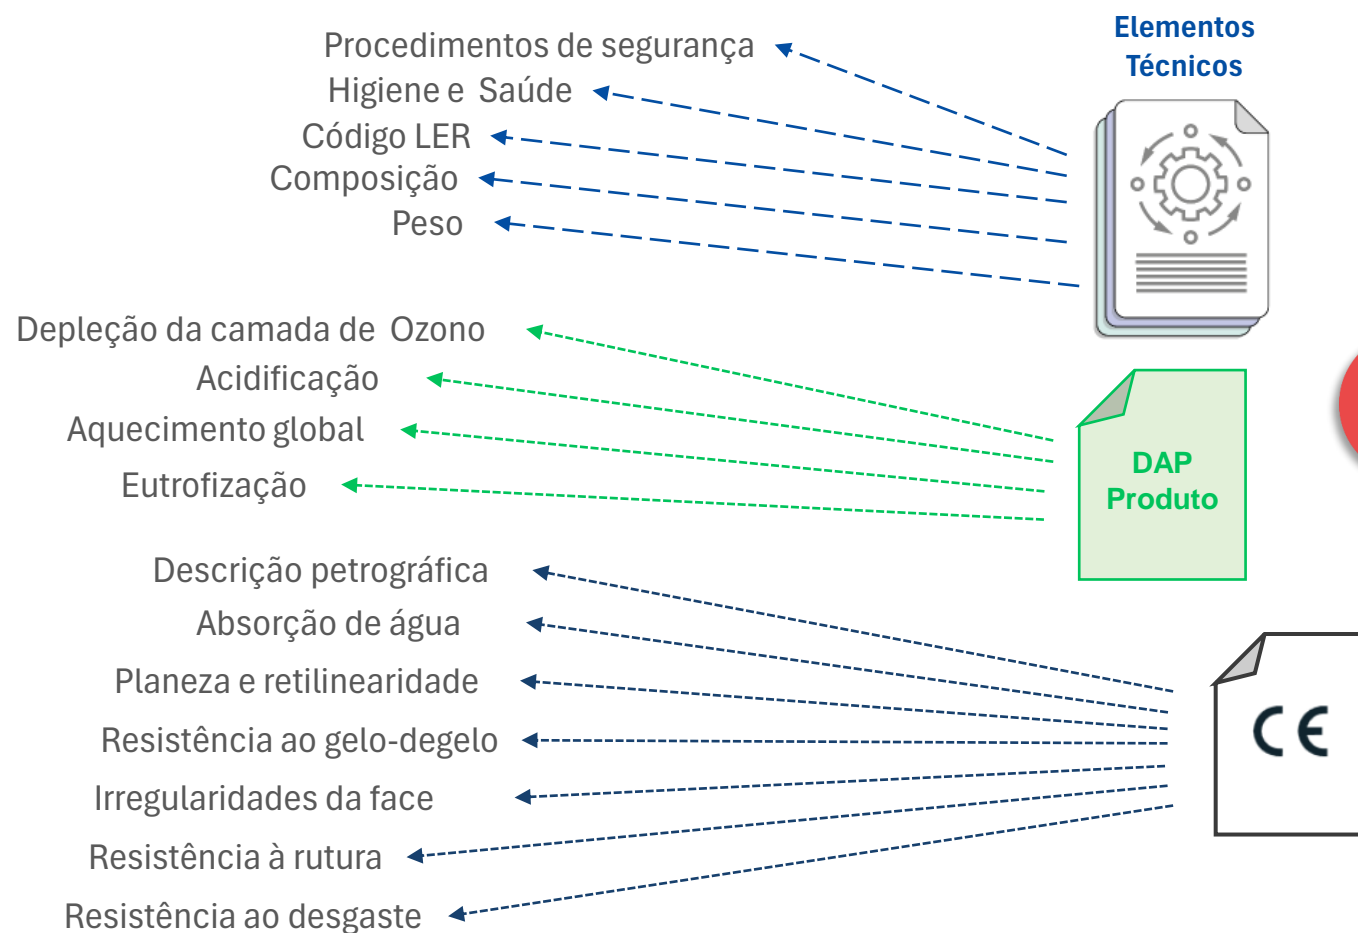 Elementos
Técnicos
Procedimentos de segurança
Higiene e Saúde
Código LER
Composição
Peso
Depleção da camada de Ozono
Acidificação
Aquecimento global
Eutrofização
DAP
Produto
Descrição petrográfica
Absorção de água
Planeza e retilinearidade
Resistência ao gelo-degelo
Irregularidades da face
Resistência à rutura
Resistência ao desgaste
CE